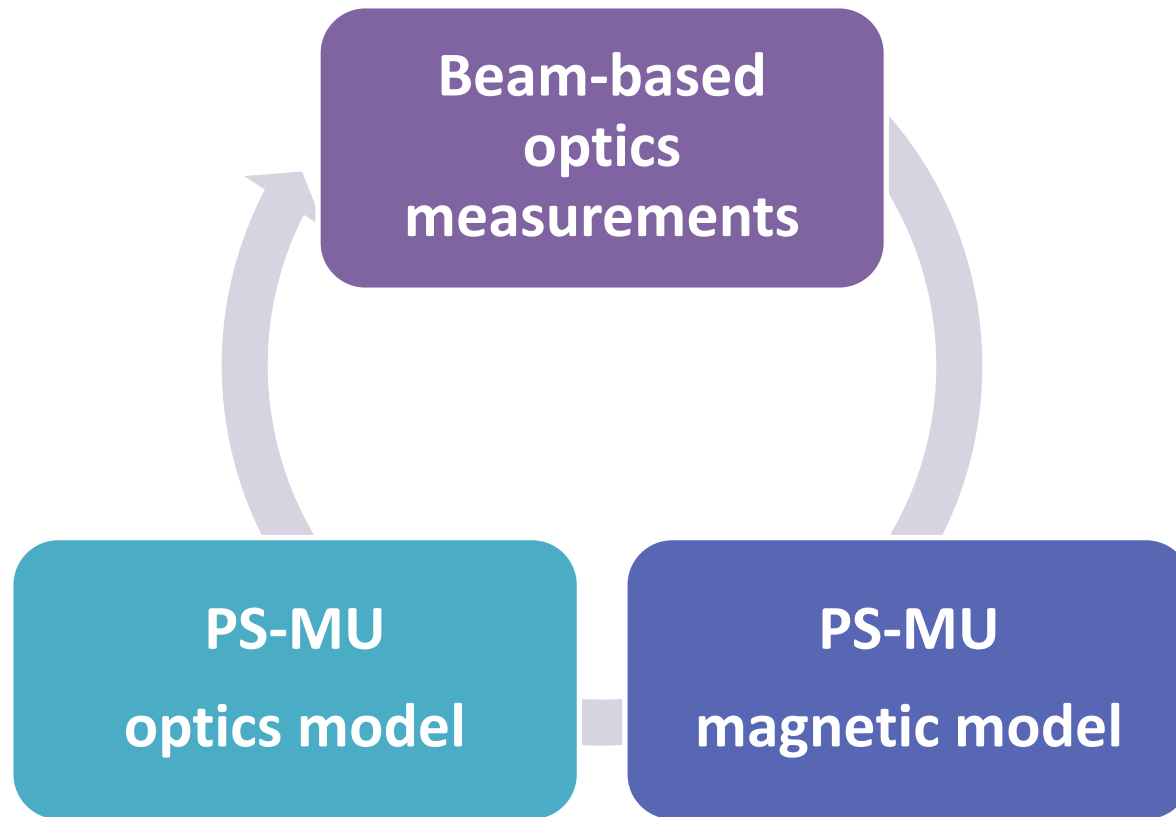 Beam-based
optics
measurements
PS-MU
optics model
PS-MU
magnetic model